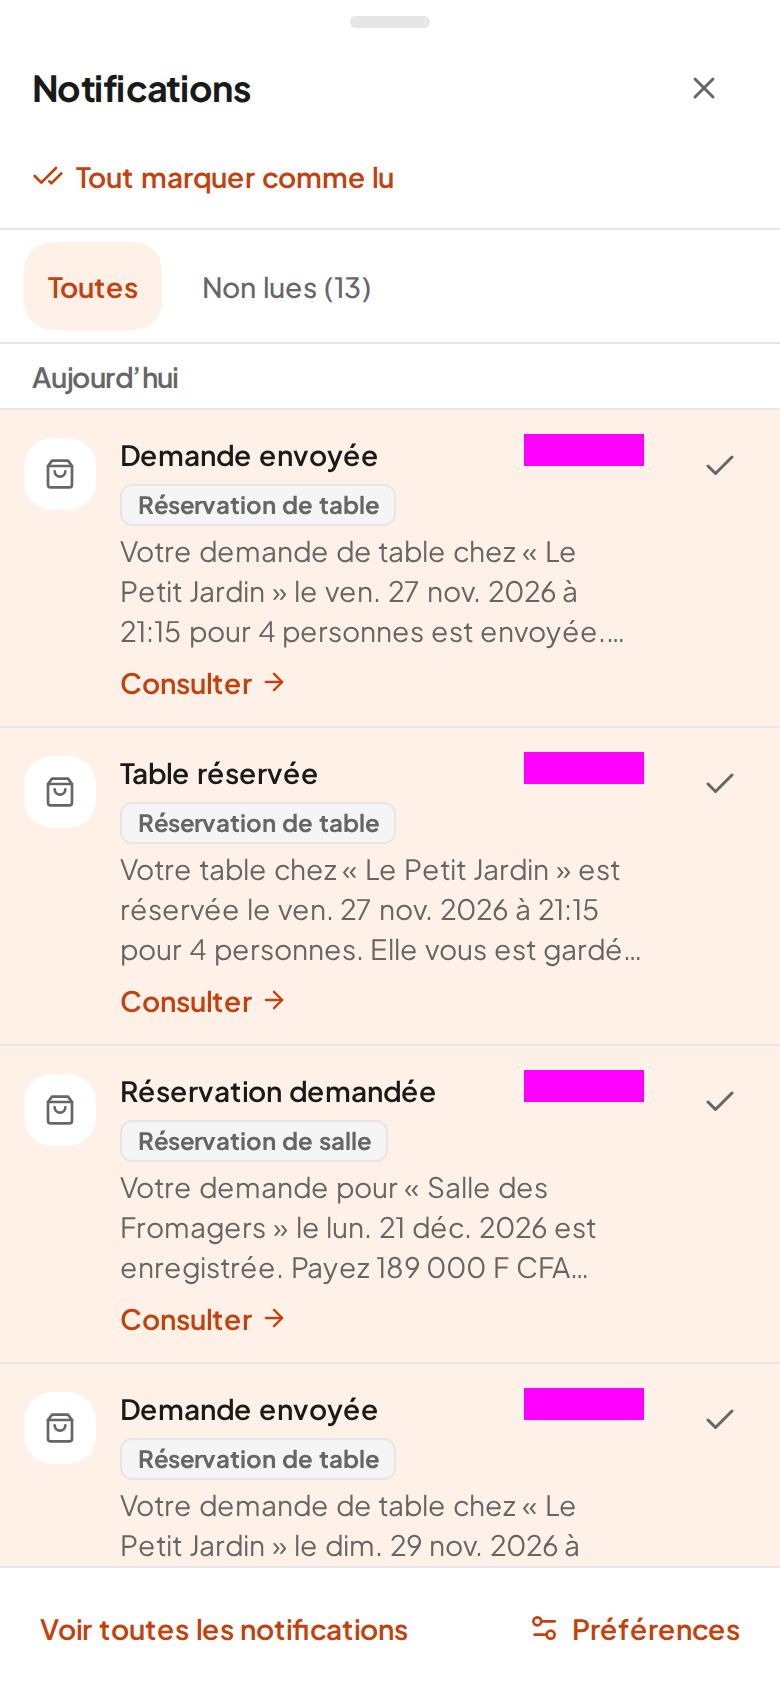 Notifications
Tout marquer comme lu
Toutes
Non lues (13)
Aujourd’hui
Demande envoyée
Réservation de table
Votre demande de table chez « Le
Petit Jardin » le ven. 27 nov. 2026 à
21:15 pour 4 personnes est envoyée.…
Consulter
Table réservée
Réservation de table
Votre table chez « Le Petit Jardin » est
réservée le ven. 27 nov. 2026 à 21:15
pour 4 personnes. Elle vous est gardé…
Consulter
Réservation demandée
Réservation de salle
Votre demande pour « Salle des
Fromagers » le lun. 21 déc. 2026 est
enregistrée. Payez 189 000 F CFA…
Consulter
Demande envoyée
Réservation de table
Votre demande de table chez « Le
Petit Jardin » le dim. 29 nov. 2026 à
Voir toutes les notifications
Préférences